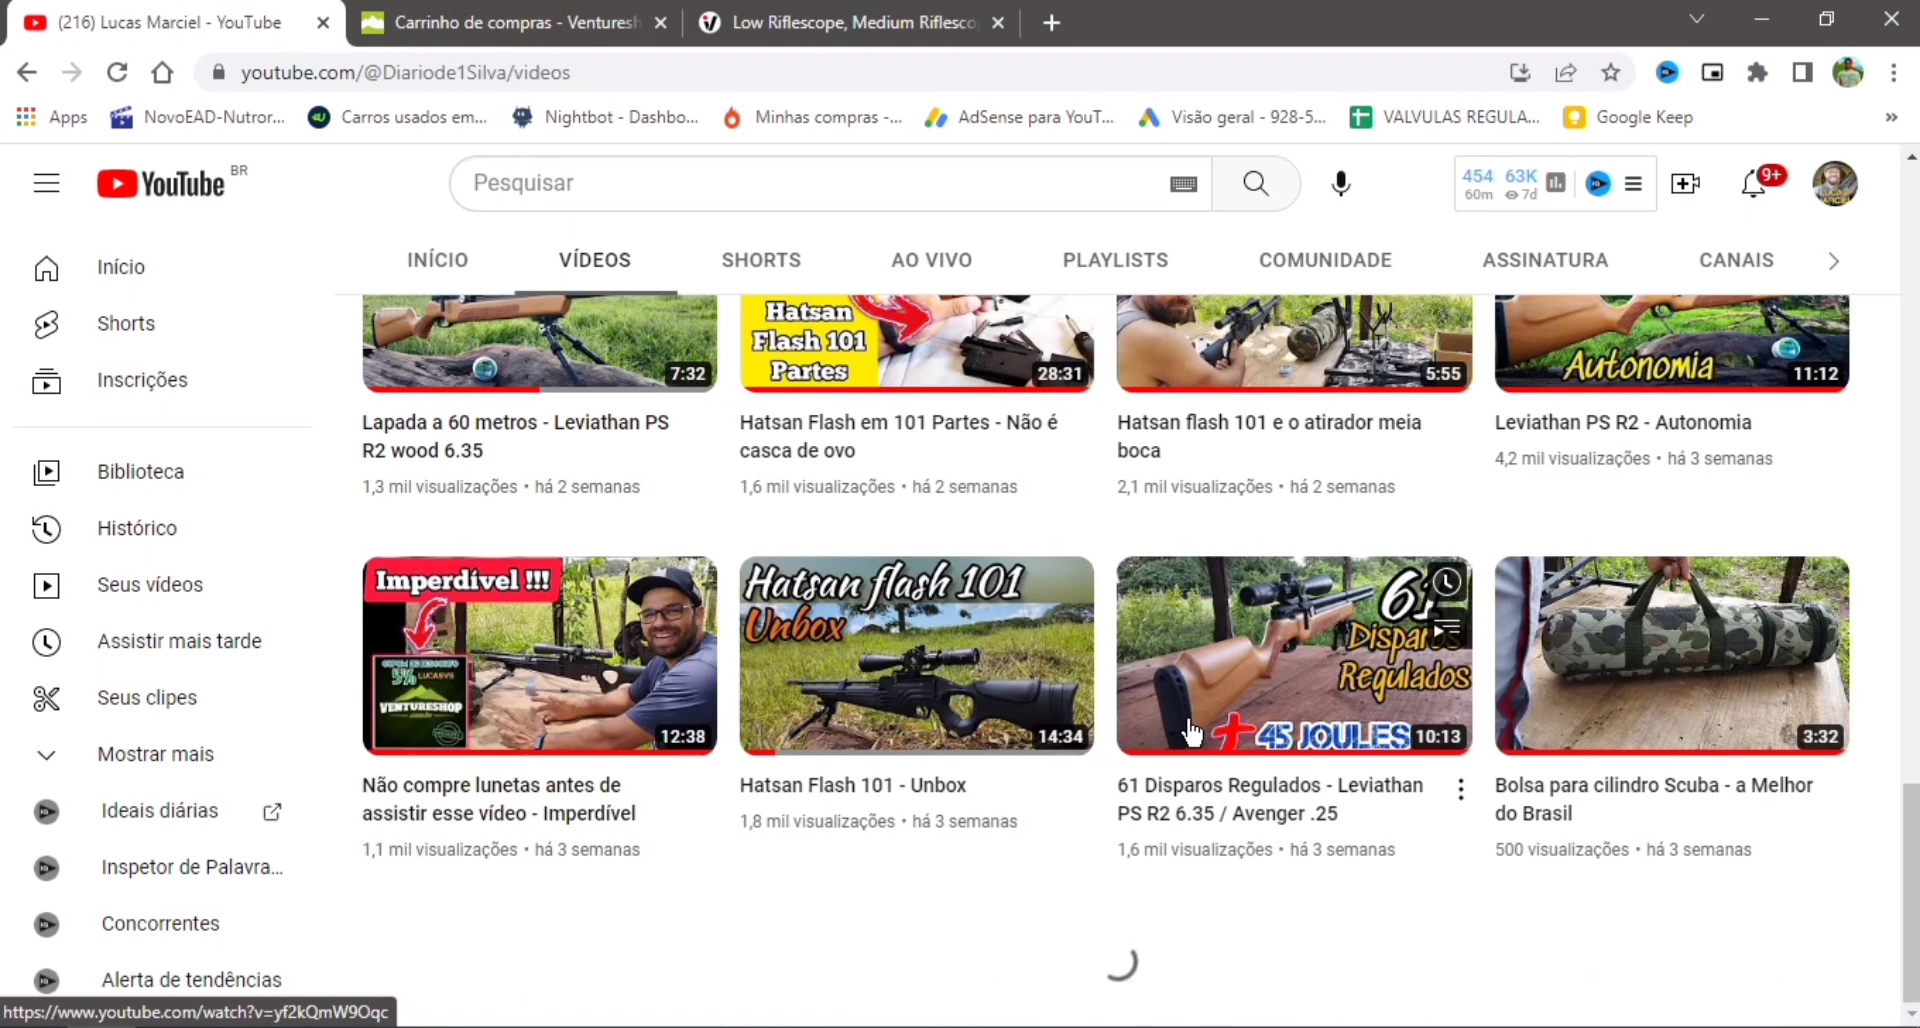 (216) Lucas Marciel - YouTube
Carrinho de compras - Ventures
Low Riflescope, Medium Riflesco
youtube.com/@Diariode1Silva/videos
Apps
NovoEAD-Nutror...
Carros usados em...
Nightbot - Dashbo...
Minhas compras -...
AdSense para YouT...
Visão geral - 928-5...
VALVULAS REGULA...
Google Keep
YouTube BR
Pesquisar
454 63K
60m 7d
9+
INÍCIO
VÍDEOS
SHORTS
AO VIVO
PLAYLISTS
COMUNIDADE
ASSINATURA
CANAIS
Início
Shorts
Inscrições
Biblioteca
Histórico
Seus vídeos
Assistir mais tarde
Seus clipes
Mostrar mais
Ideais diárias
Inspetor de Palavra...
Concorrentes
Alerta de tendências
7:32
Hatsan
Flash 101
Partes
28:31
5:55
Autonomia
11:12
Lapada a 60 metros - Leviathan PS
R2 wood 6.35
1,3 mil visualizações • há 2 semanas
Hatsan Flash em 101 Partes - Não é
casca de ovo
1,6 mil visualizações • há 2 semanas
Hatsan flash 101 e o atirador meia
boca
2,1 mil visualizações • há 2 semanas
Leviathan PS R2 - Autonomia
4,2 mil visualizações • há 3 semanas
Imperdível !!!
5% LUCASVS
VENTURESHOP
12:38
Hatsan flash 101
Unbox
14:34
61
Disparos
Regulados
+45 JOULES
10:13
3:32
Não compre lunetas antes de
assistir esse vídeo - Imperdível
1,1 mil visualizações • há 3 semanas
Hatsan Flash 101 - Unbox
1,8 mil visualizações • há 3 semanas
61 Disparos Regulados - Leviathan
PS R2 6.35 / Avenger .25
1,6 mil visualizações • há 3 semanas
Bolsa para cilindro Scuba - a Melhor
do Brasil
500 visualizações • há 3 semanas
https://www.youtube.com/watch?v=yf2kQmW9Oqc